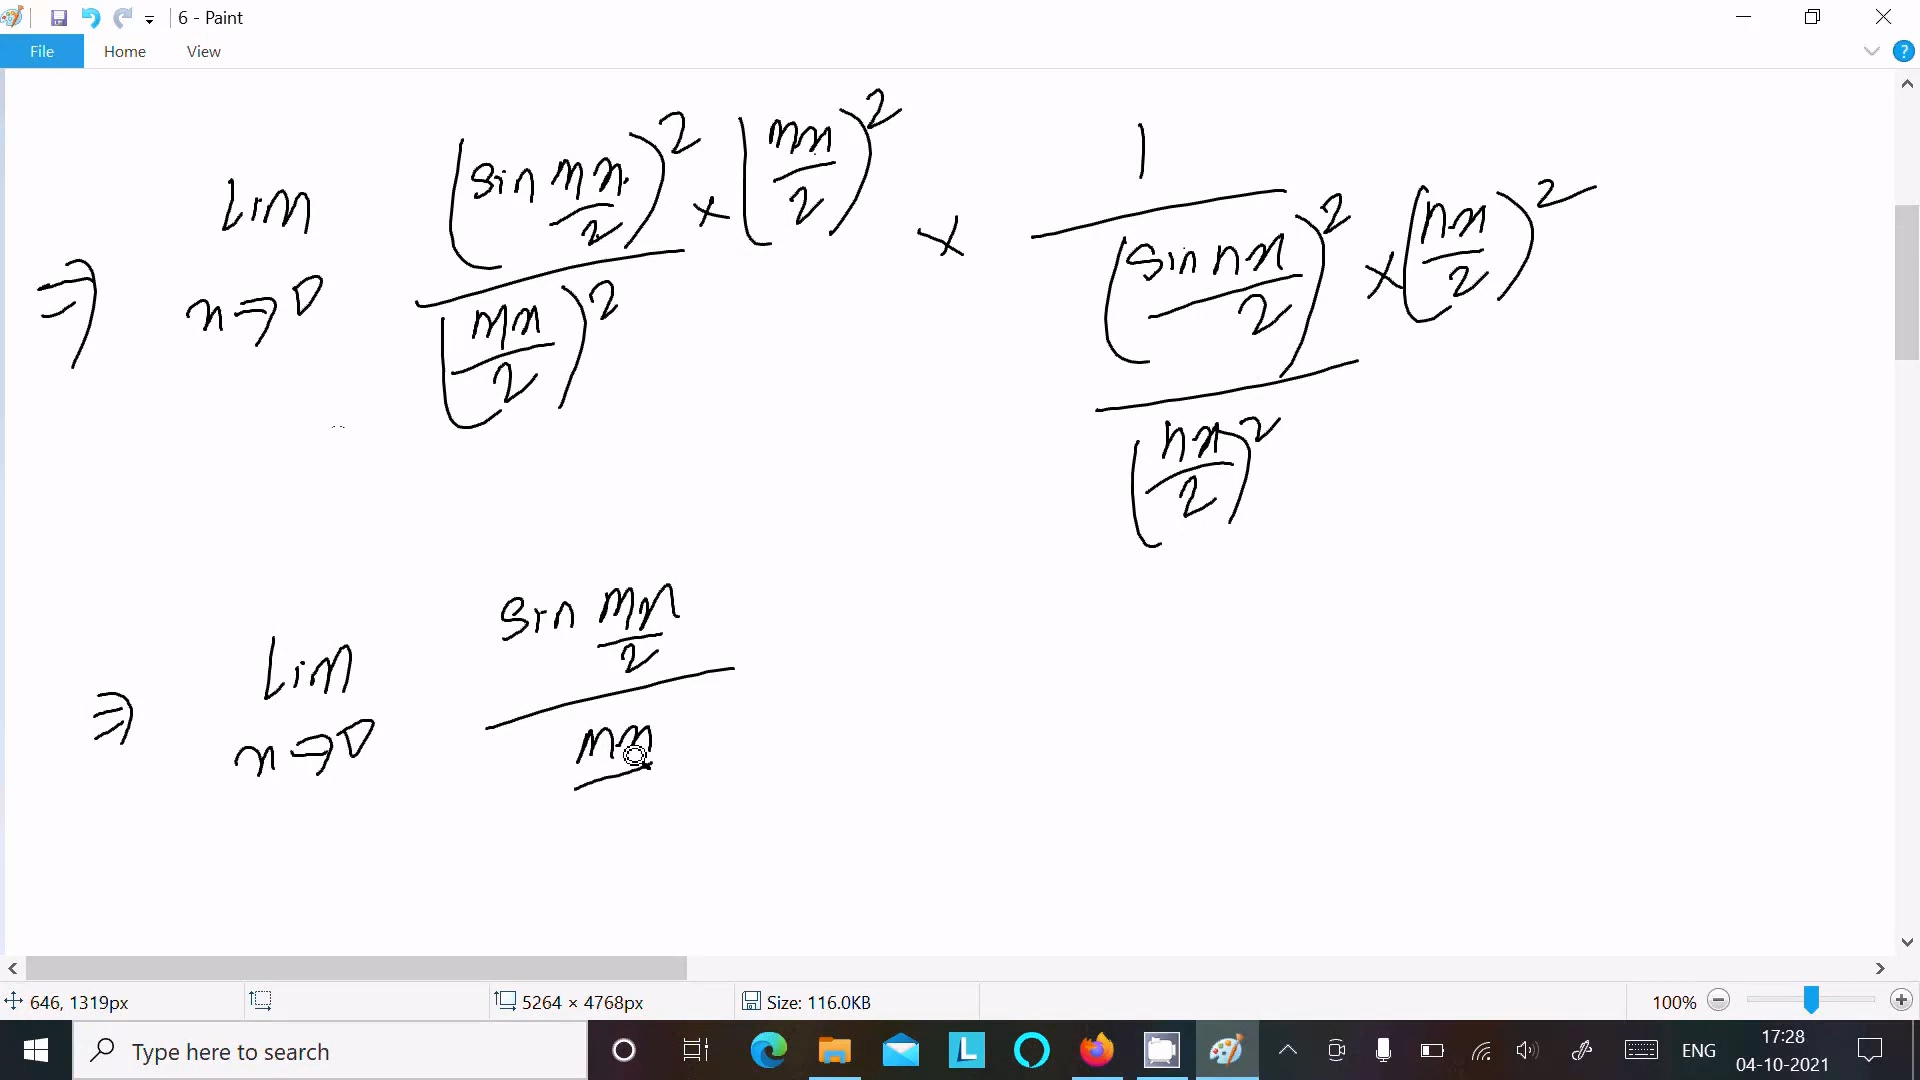 6 - Paint
File Home View
⇒ lim x→0 (sin mx/2)² / (mx/2)² × (mx/2)² × 1 / ( (sin nx/2)² / (nx/2)² × (nx/2)² )
⇒ lim x→0 sin mx/2 / mx
646, 1319px 5264 × 4768px Size: 116.0KB 100%
Type here to search ENG 17:28
04-10-2021